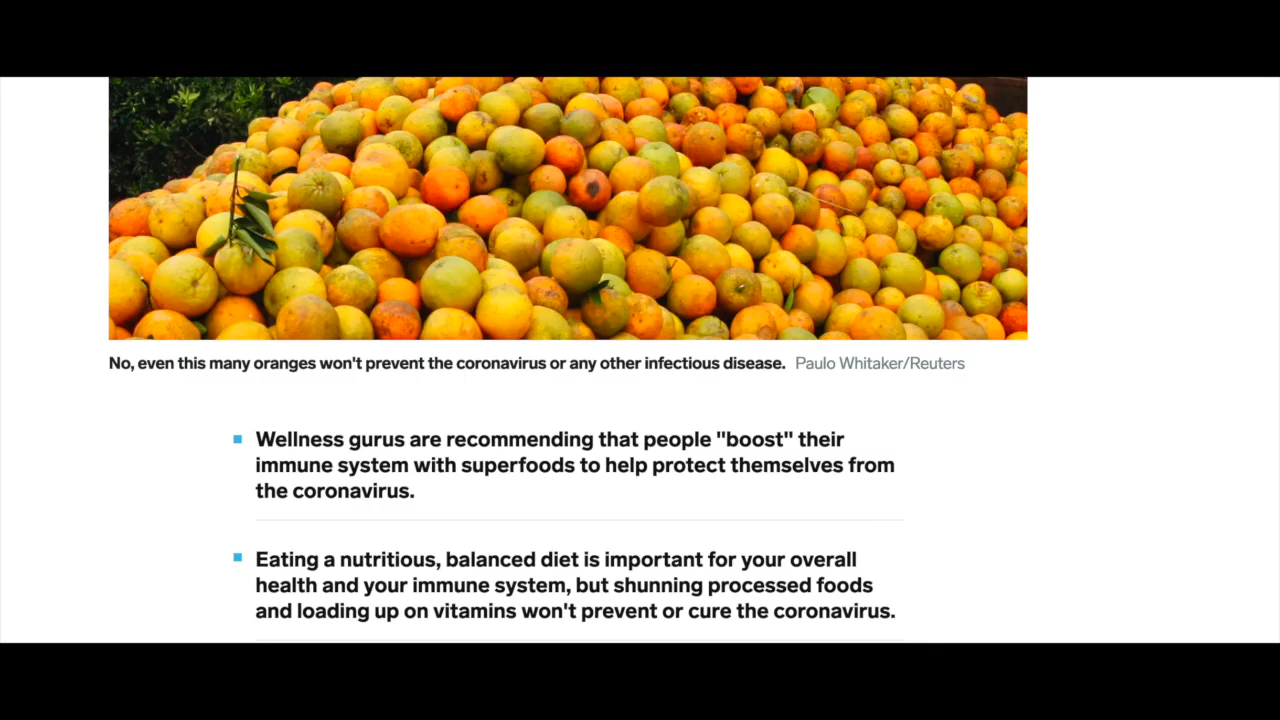 No, even this many oranges won't prevent the coronavirus or any other infectious disease. Paulo Whitaker/Reuters
Wellness gurus are recommending that people "boost" their
immune system with superfoods to help protect themselves from
the coronavirus.
Eating a nutritious, balanced diet is important for your overall
health and your immune system, but shunning processed foods
and loading up on vitamins won't prevent or cure the coronavirus.